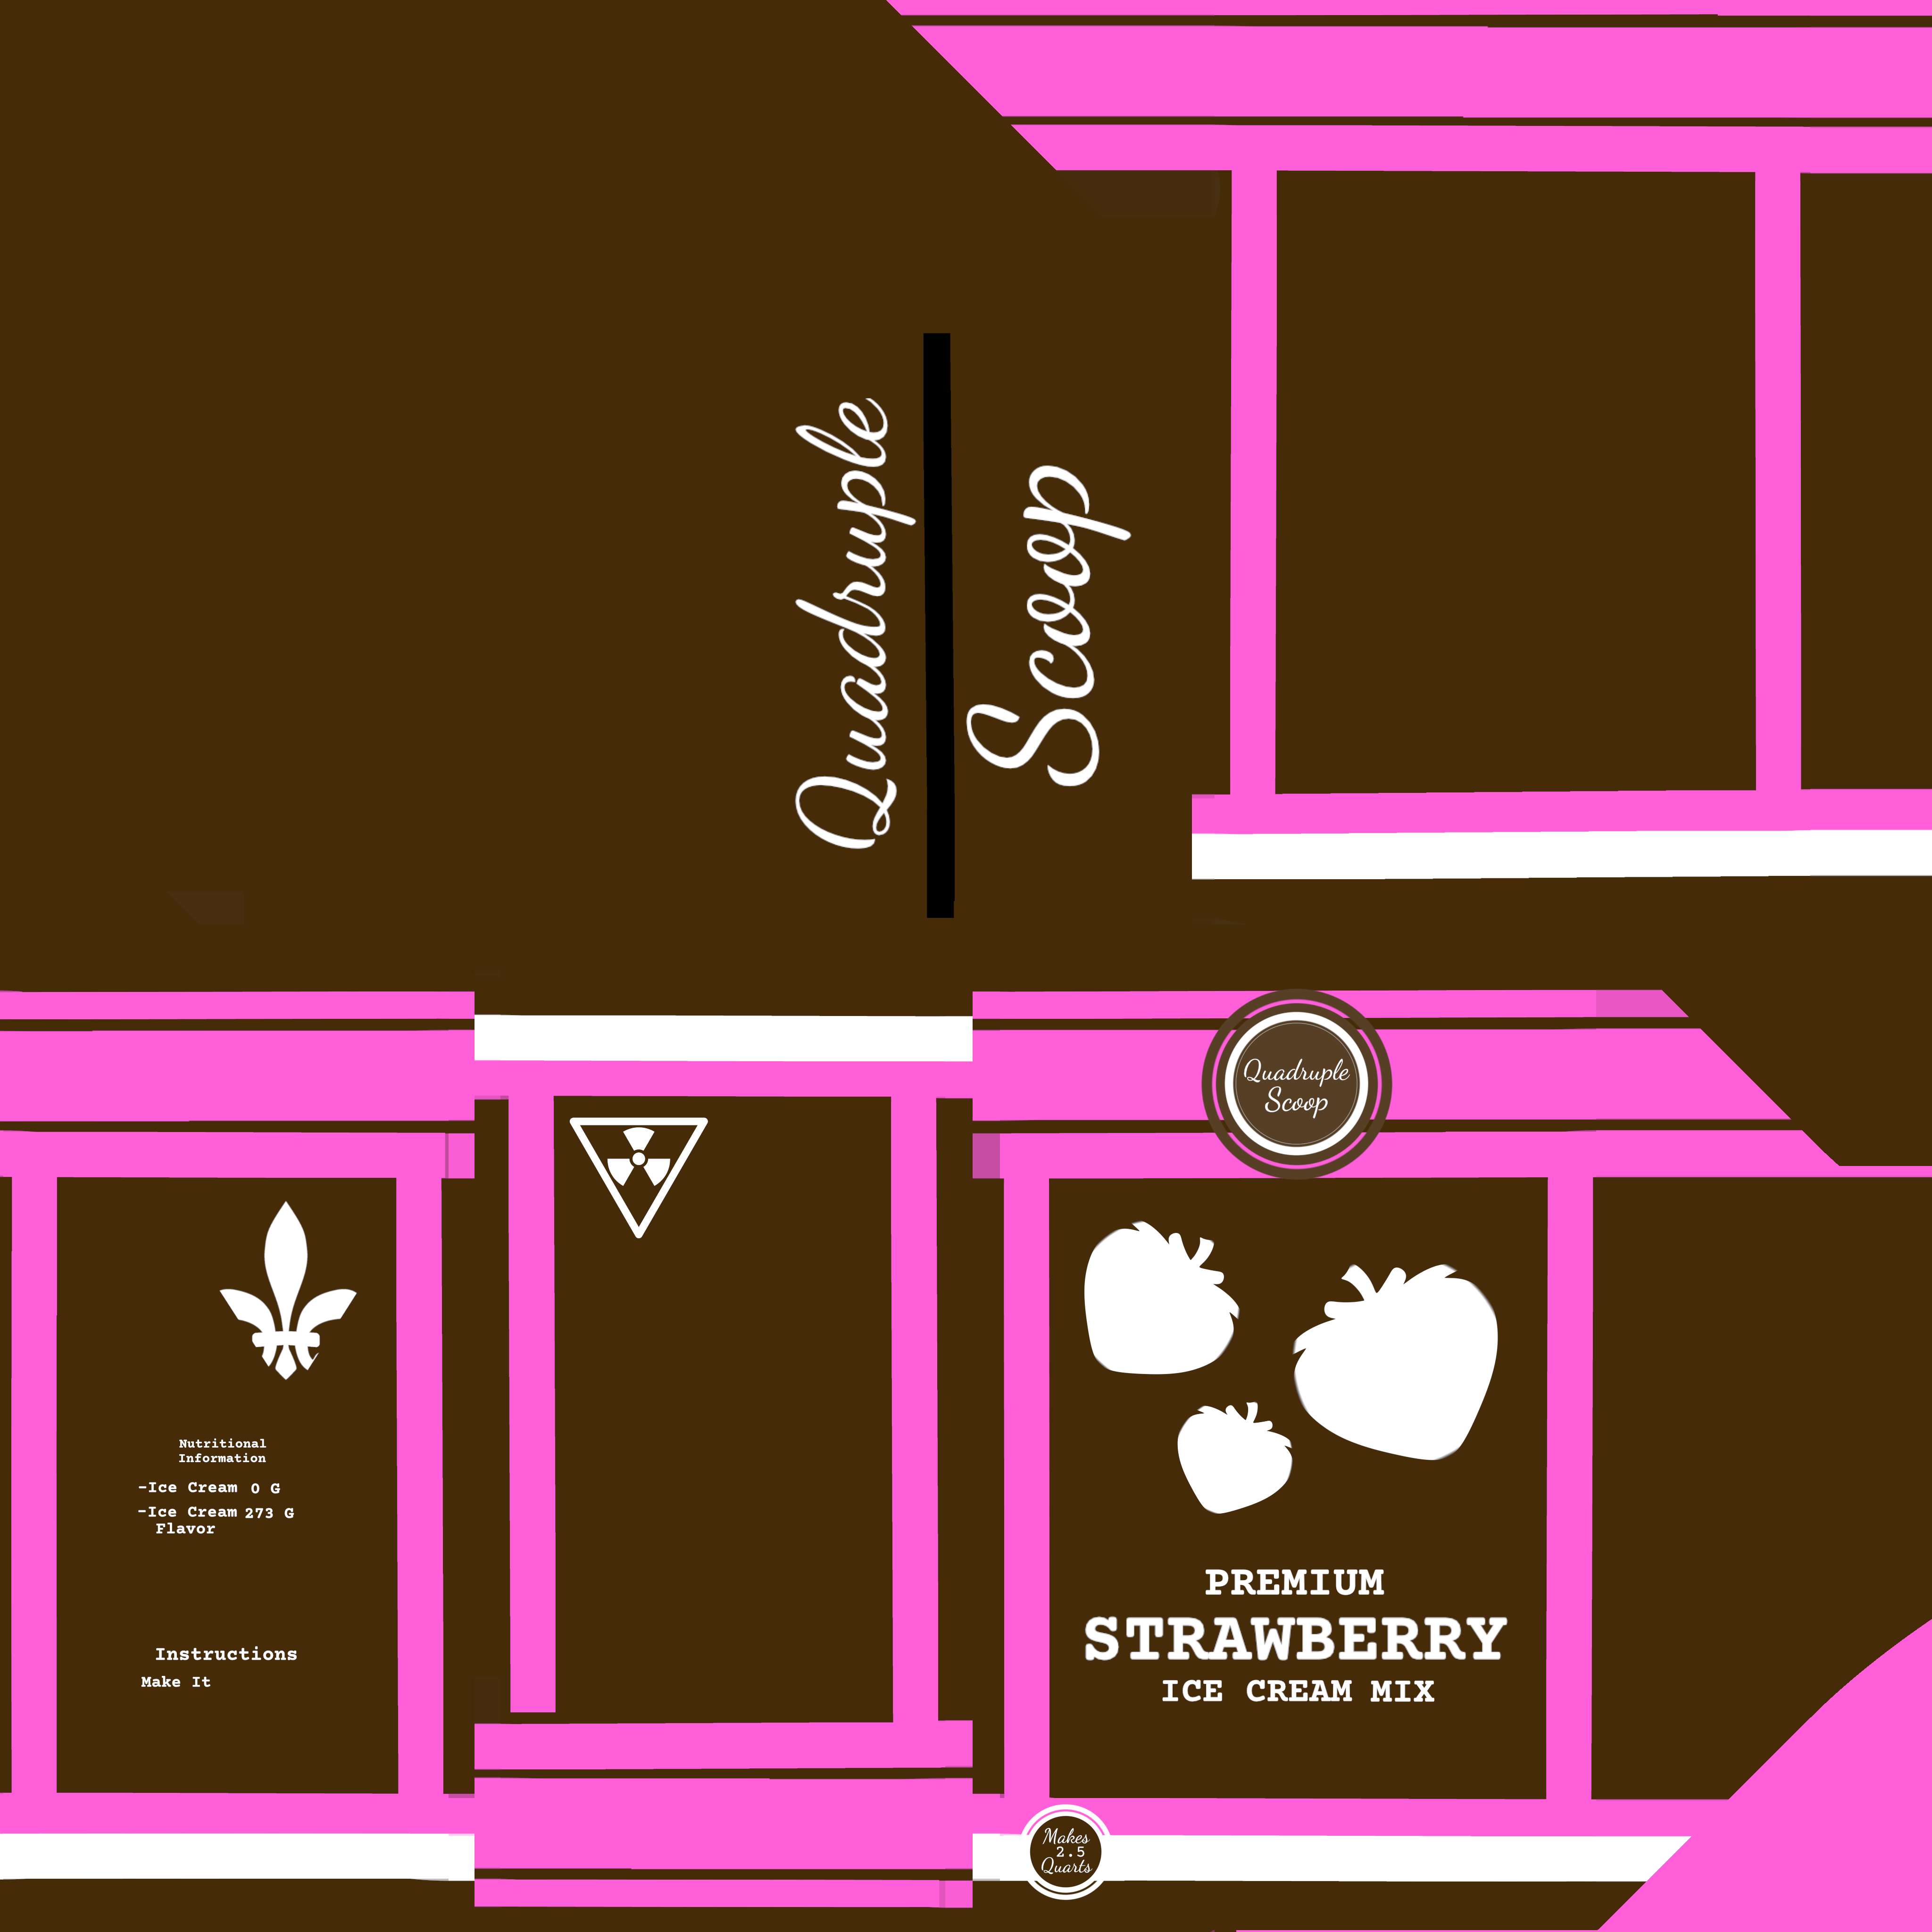 Quadruple
Scoop
Quadruple
Scoop
Nutritional
Information
-Ice Cream 0 G
-Ice Cream 273 G
Flavor
Instructions
Make It
PREMIUM
STRAWBERRY
ICE CREAM MIX
Makes
2.5
Quarts